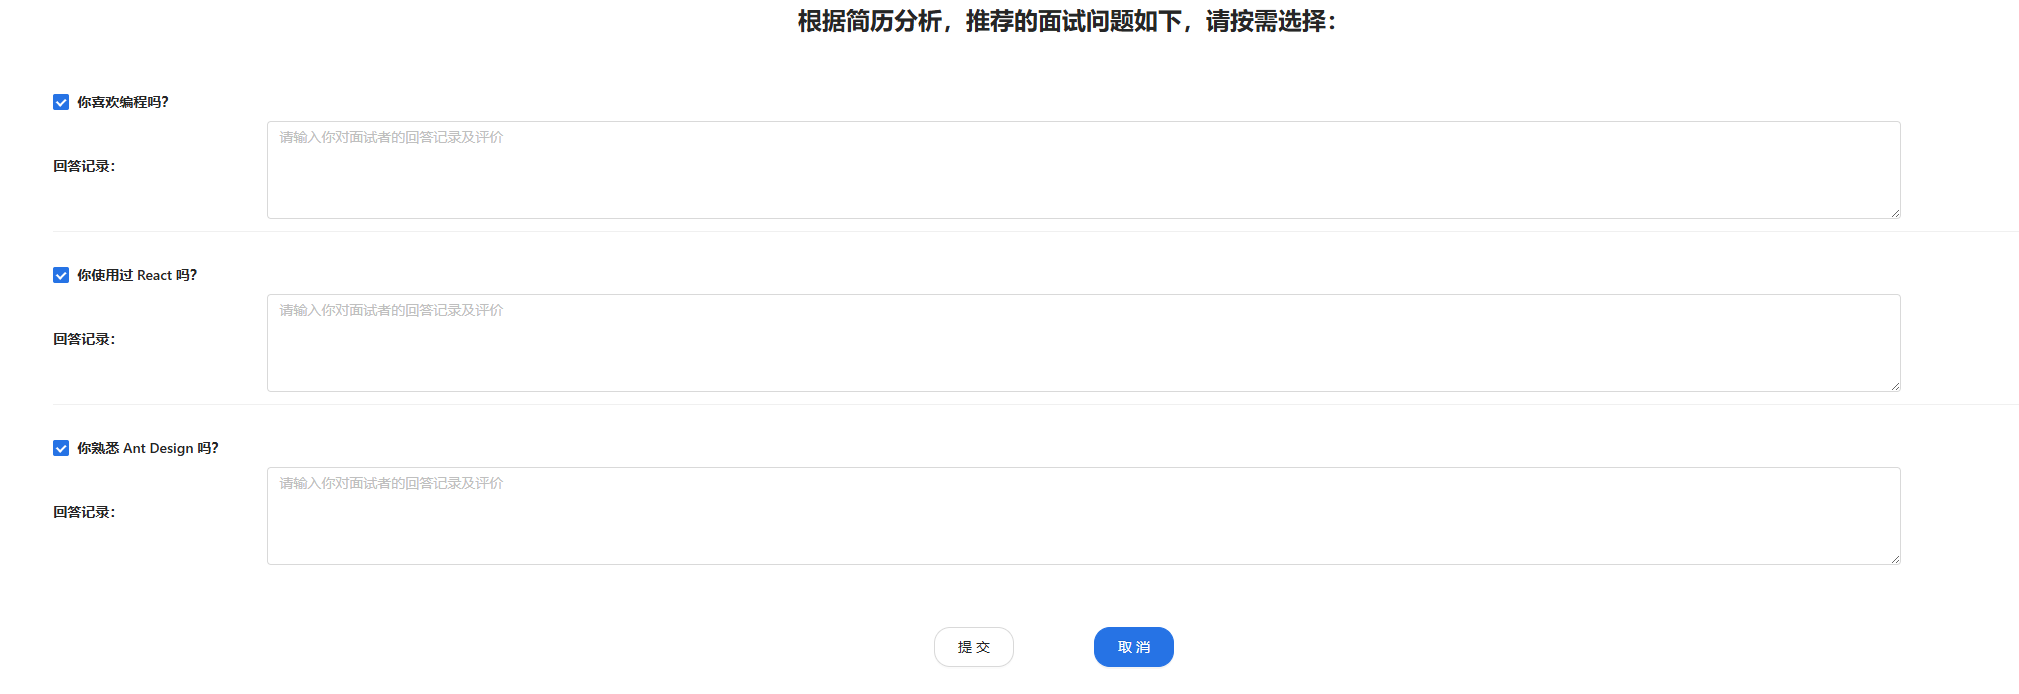 根据简历分析，推荐的面试问题如下，请按需选择：
你喜欢编程吗？
请输入你对面试者的回答记录及评价
回答记录：
你使用过 React 吗？
请输入你对面试者的回答记录及评价
回答记录：
你熟悉 Ant Design 吗？
请输入你对面试者的回答记录及评价
回答记录：
提 交
取 消